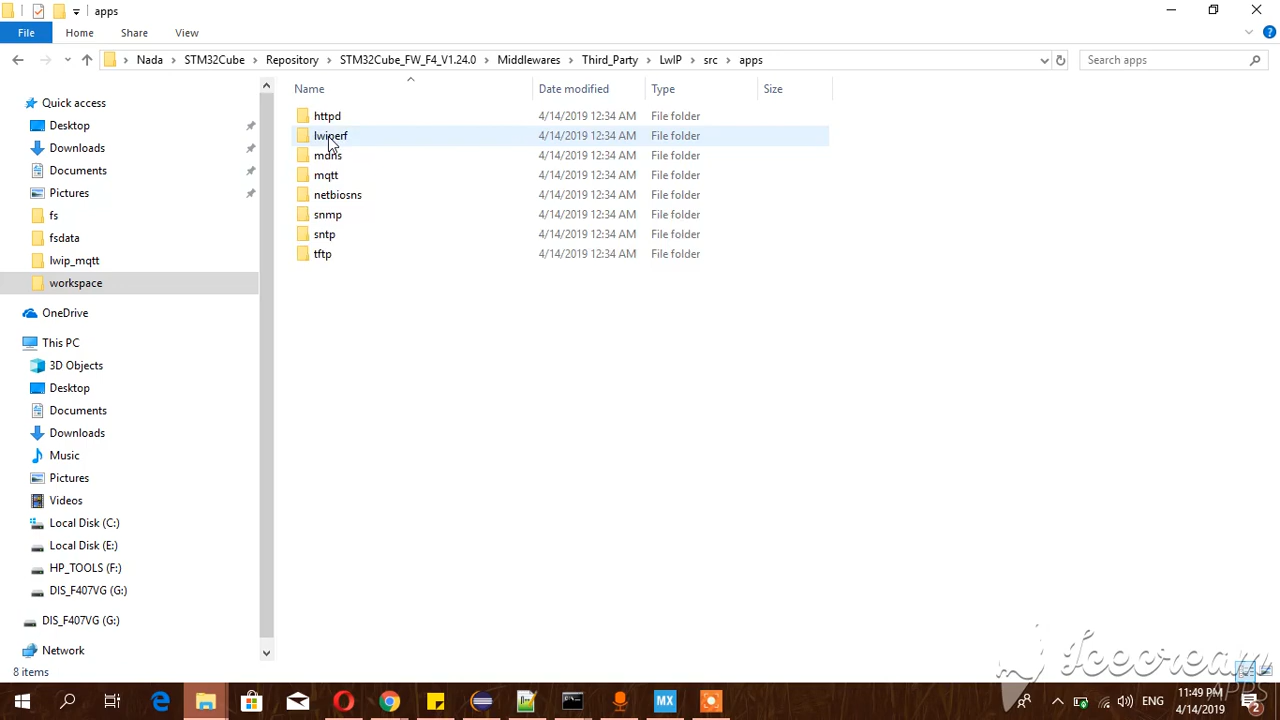 apps
File Home Share View
Nada STM32Cube Repository STM32Cube_FW_F4_V1.24.0 Middlewares Third_Party LwIP src apps Search apps
Name Date modified Type Size
Quick access
Desktop
Downloads
Documents
Pictures
fs
fsdata
lwip_mqtt
workspace
OneDrive
This PC
3D Objects
Desktop
Documents
Downloads
Music
Pictures
Videos
Local Disk (C:)
Local Disk (E:)
HP_TOOLS (F:)
DIS_F407VG (G:)
DIS_F407VG (G:)
Network
httpd 4/14/2019 12:34 AM File folder
lwiperf 4/14/2019 12:34 AM File folder
mdns 4/14/2019 12:34 AM File folder
mqtt 4/14/2019 12:34 AM File folder
netbiosns 4/14/2019 12:34 AM File folder
snmp 4/14/2019 12:34 AM File folder
sntp 4/14/2019 12:34 AM File folder
tftp 4/14/2019 12:34 AM File folder
8 items
Icecream
APPS
MX
ENG
11:49 PM
4/14/2019
2